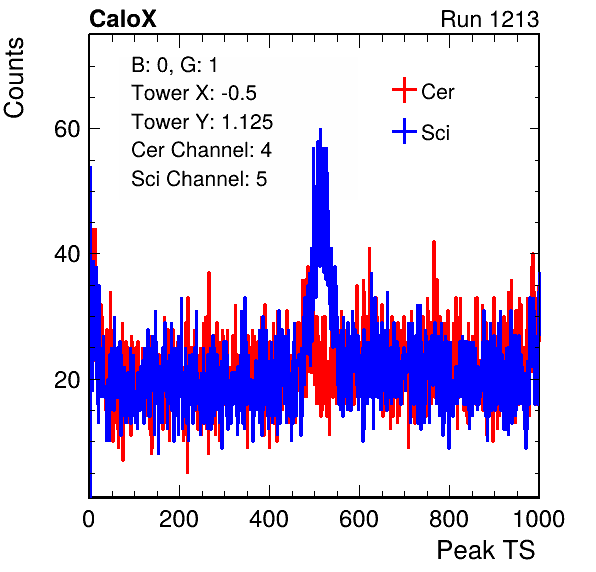 CaloX Run 1213
Counts
B: 0, G: 1
Tower X: -0.5
Tower Y: 1.125
Cer Channel: 4
Sci Channel: 5
Cer
Sci
60
40
20
0 200 400 600 800 1000
Peak TS